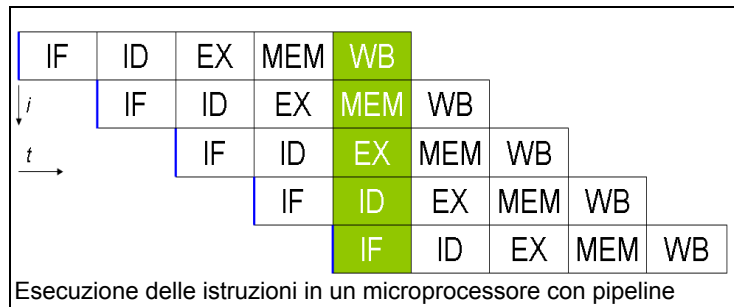 IF ID EX MEM WB
i IF ID EX MEM WB
t IF ID EX MEM WB
IF ID EX MEM WB
IF ID EX MEM WB
Esecuzione delle istruzioni in un microprocessore con pipeline